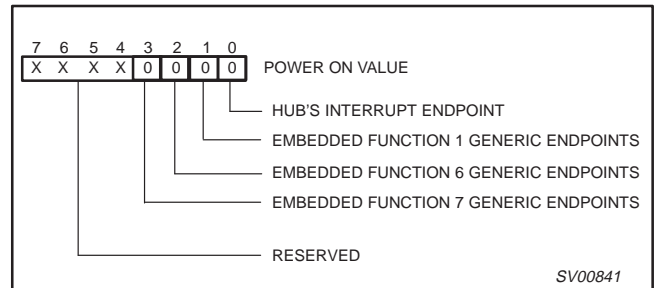 7 6 5 4 3 2 1 0
X X X X 0 0 0 0 POWER ON VALUE
HUB'S INTERRUPT ENDPOINT
EMBEDDED FUNCTION 1 GENERIC ENDPOINTS
EMBEDDED FUNCTION 6 GENERIC ENDPOINTS
EMBEDDED FUNCTION 7 GENERIC ENDPOINTS
RESERVED
SV00841